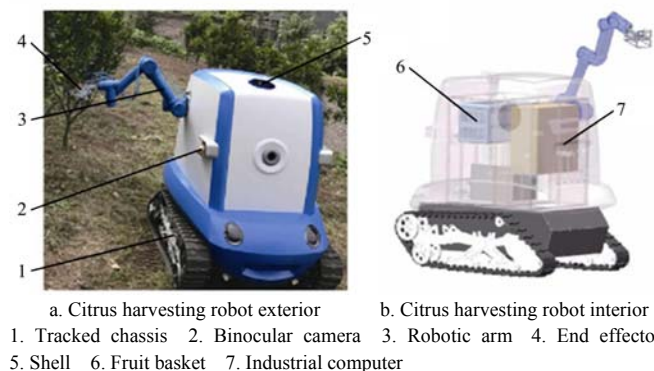 4
5
3
2
1
6
7
a. Citrus harvesting robot exterior b. Citrus harvesting robot interior
1. Tracked chassis 2. Binocular camera 3. Robotic arm 4. End effecto
5. Shell 6. Fruit basket 7. Industrial computer